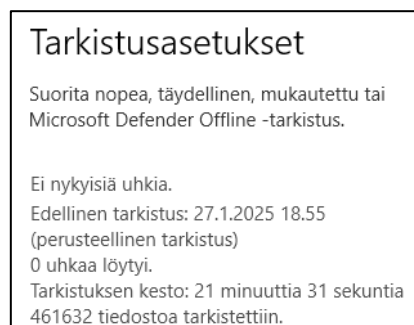 Tarkistusasetukset
Suorita nopea, täydellinen, mukautettu tai
Microsoft Defender Offline -tarkistus.
Ei nykyisiä uhkia.
Edellinen tarkistus: 27.1.2025 18.55
(perusteellinen tarkistus)
0 uhkaa löytyi.
Tarkistuksen kesto: 21 minuuttia 31 sekuntia
461632 tiedostoa tarkistettiin.